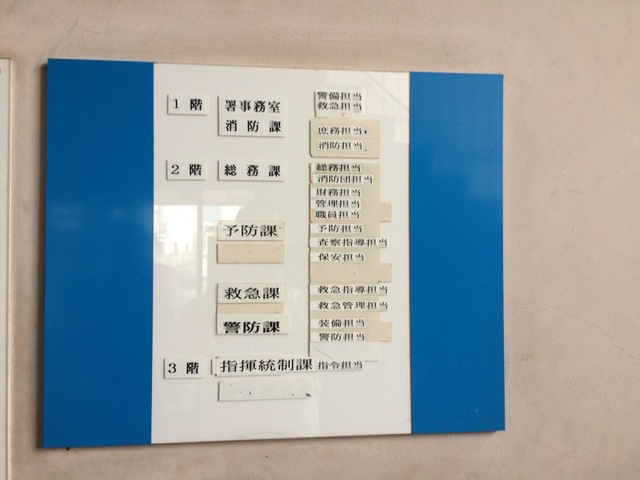 1階 署事務室 警備担当
救急担当
消防課 庶務担当
消防担当
2階 総務課 総務担当
消防団担当
財務担当
管理担当
職員担当
予防課 予防担当
査察指導担当
保安担当
救急課 救急指導担当
救急管理担当
警防課 装備担当
警防担当
3階 指揮統制課 指令担当